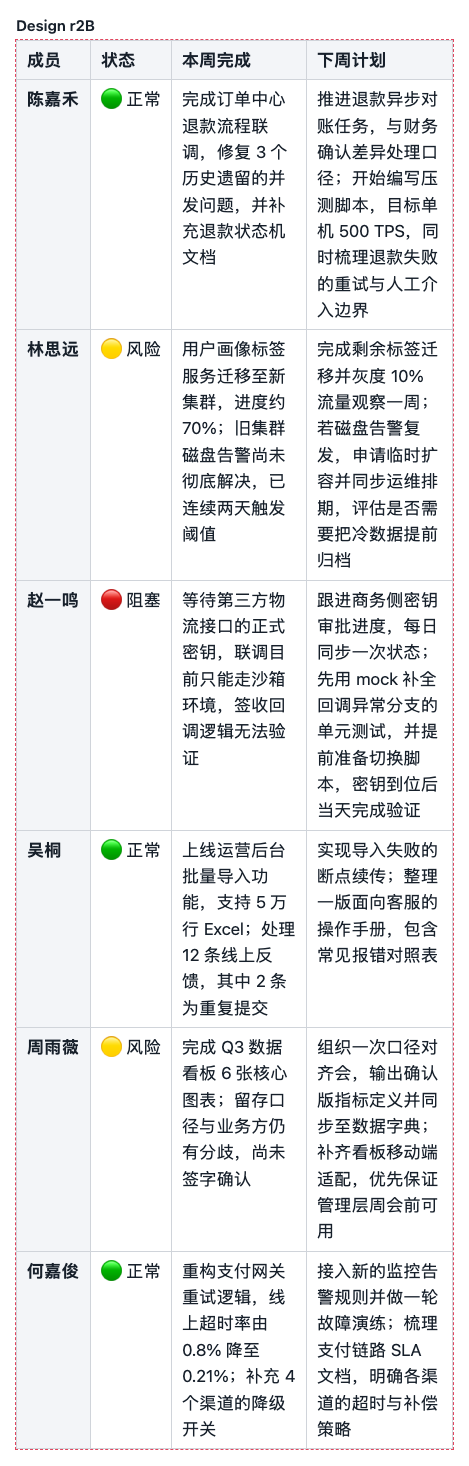 Design r2B
成员 状态 本周完成 下周计划
陈嘉禾
正常
完成订单中心
退款流程联
调，修复 3 个
历史遗留的并
发问题，并补
充退款状态机
文档
推进退款异步对
账任务，与财务
确认差异处理口
径；开始编写压
测脚本，目标单
机 500 TPS，同
时梳理退款失败
的重试与人工介
入边界
林思远
风险
用户画像标签
服务迁移至新
集群，进度约
70%；旧集群
磁盘告警尚未
彻底解决，已
连续两天触发
阈值
完成剩余标签迁
移并灰度 10%
流量观察一周；
若磁盘告警复
发，申请临时扩
容并同步运维排
期，评估是否需
要把冷数据提前
归档
赵一鸣
阻塞
等待第三方物
流接口的正式
密钥，联调目
前只能走沙箱
环境，签收回
调逻辑无法验
证
跟进商务侧密钥
审批进度，每日
同步一次状态；
先用 mock 补全
回调异常分支的
单元测试，并提
前准备切换脚
本，密钥到位后
当天完成验证
吴桐
正常
上线运营后台
批量导入功
能，支持 5 万
行 Excel；处理
12 条线上反
馈，其中 2 条
为重复提交
实现导入失败的
断点续传；整理
一版面向客服的
操作手册，包含
常见报错对照表
周雨薇
风险
完成 Q3 数据
看板 6 张核心
图表；留存口
径与业务方仍
有分歧，尚未
签字确认
组织一次口径对
齐会，输出确认
版指标定义并同
步至数据字典；
补齐看板移动端
适配，优先保证
管理层周会前可
用
何嘉俊
正常
重构支付网关
重试逻辑，线
上超时率由
0.8% 降至
0.21%；补充 4
个渠道的降级
开关
接入新的监控告
警规则并做一轮
故障演练；梳理
支付链路 SLA
文档，明确各渠
道的超时与补偿
策略